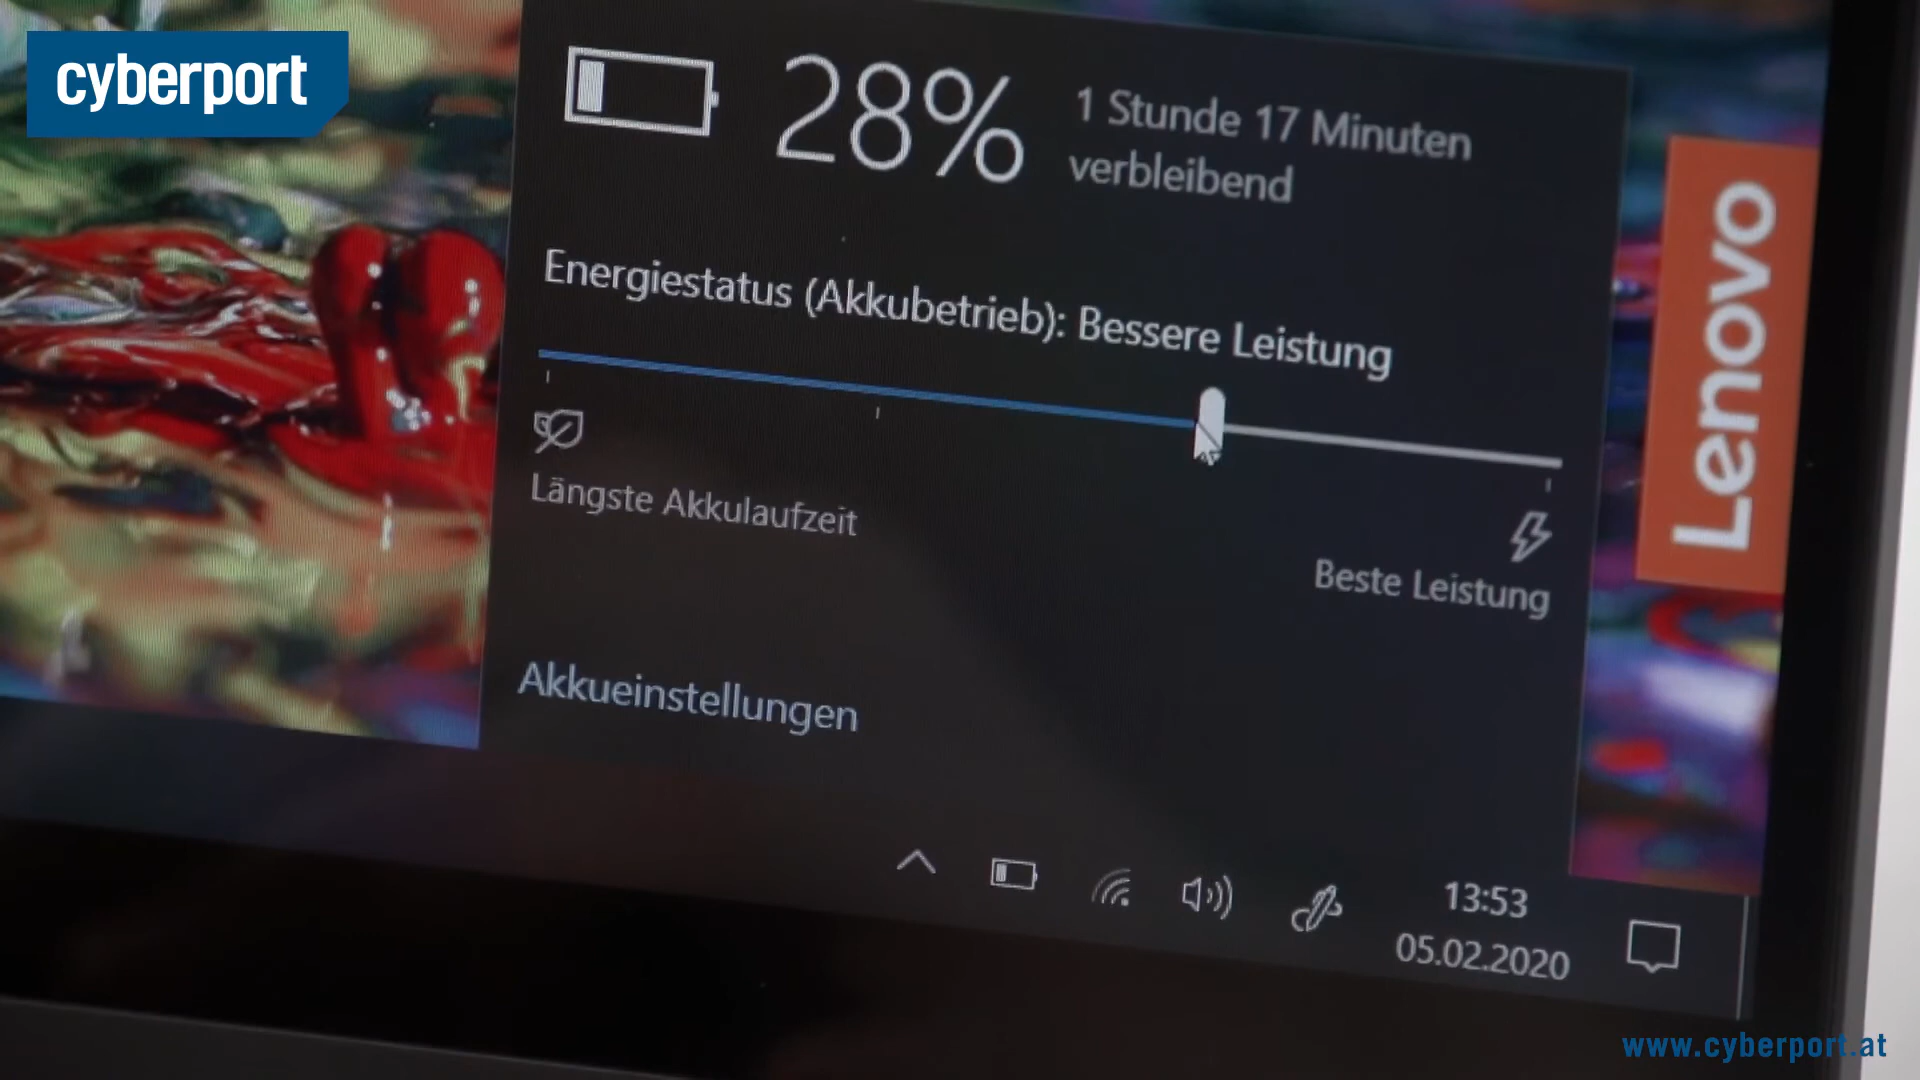 cyberport
28% 1 Stunde 17 Minuten
verbleibend
Energiestatus (Akkubetrieb): Bessere Leistung
Längste Akkulaufzeit
Beste Leistung
Akkueinstellungen
Lenovo
13:53
05.02.2020
www.cyberport.at